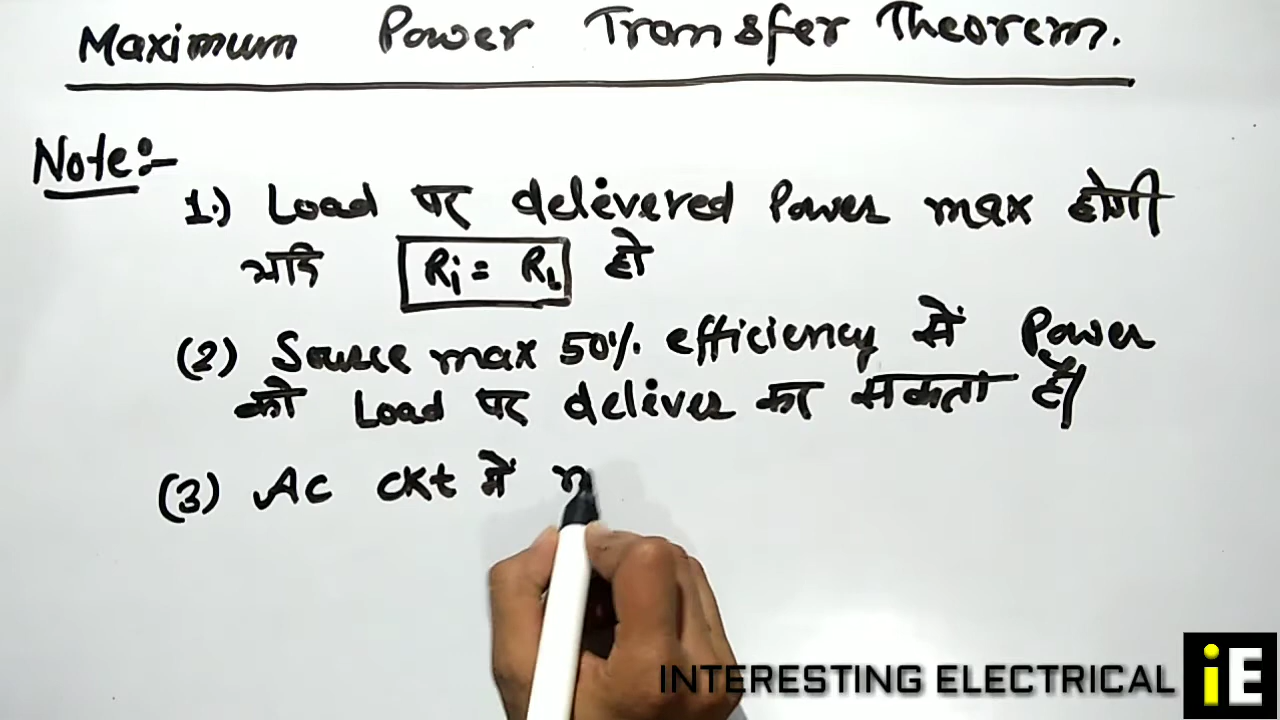 Maximum Power Transfer Theorem.
Note:-
1.) Load पर delivered Power max होगी
यदि Ri = RL हो
(2) Source max 50% efficiency से Power
को Load पर deliver कर सकता है।
(3) Ac ckt में m
INTERESTING ELECTRICAL
iE